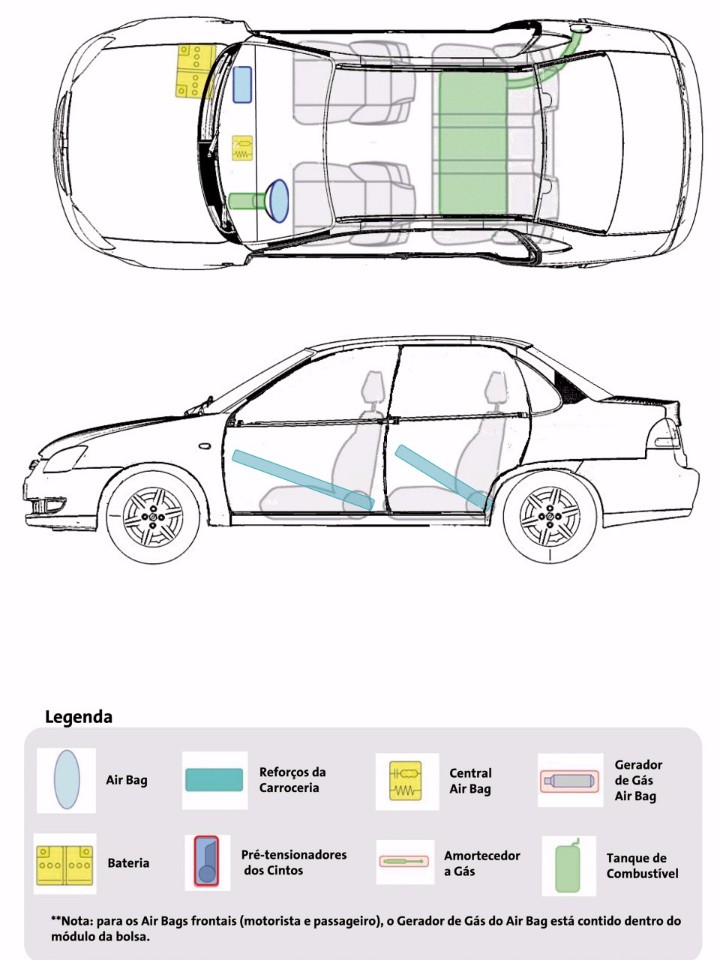 Legenda
Air Bag
Reforços da
Carroceria
Central
Air Bag
Gerador
de Gás
Air Bag
Bateria
Pré-tensionadores
dos Cintos
Amortecedor
a Gás
Tanque de
Combustível
**Nota: para os Air Bags frontais (motorista e passageiro), o Gerador de Gás do Air Bag está contido dentro do
módulo da bolsa.